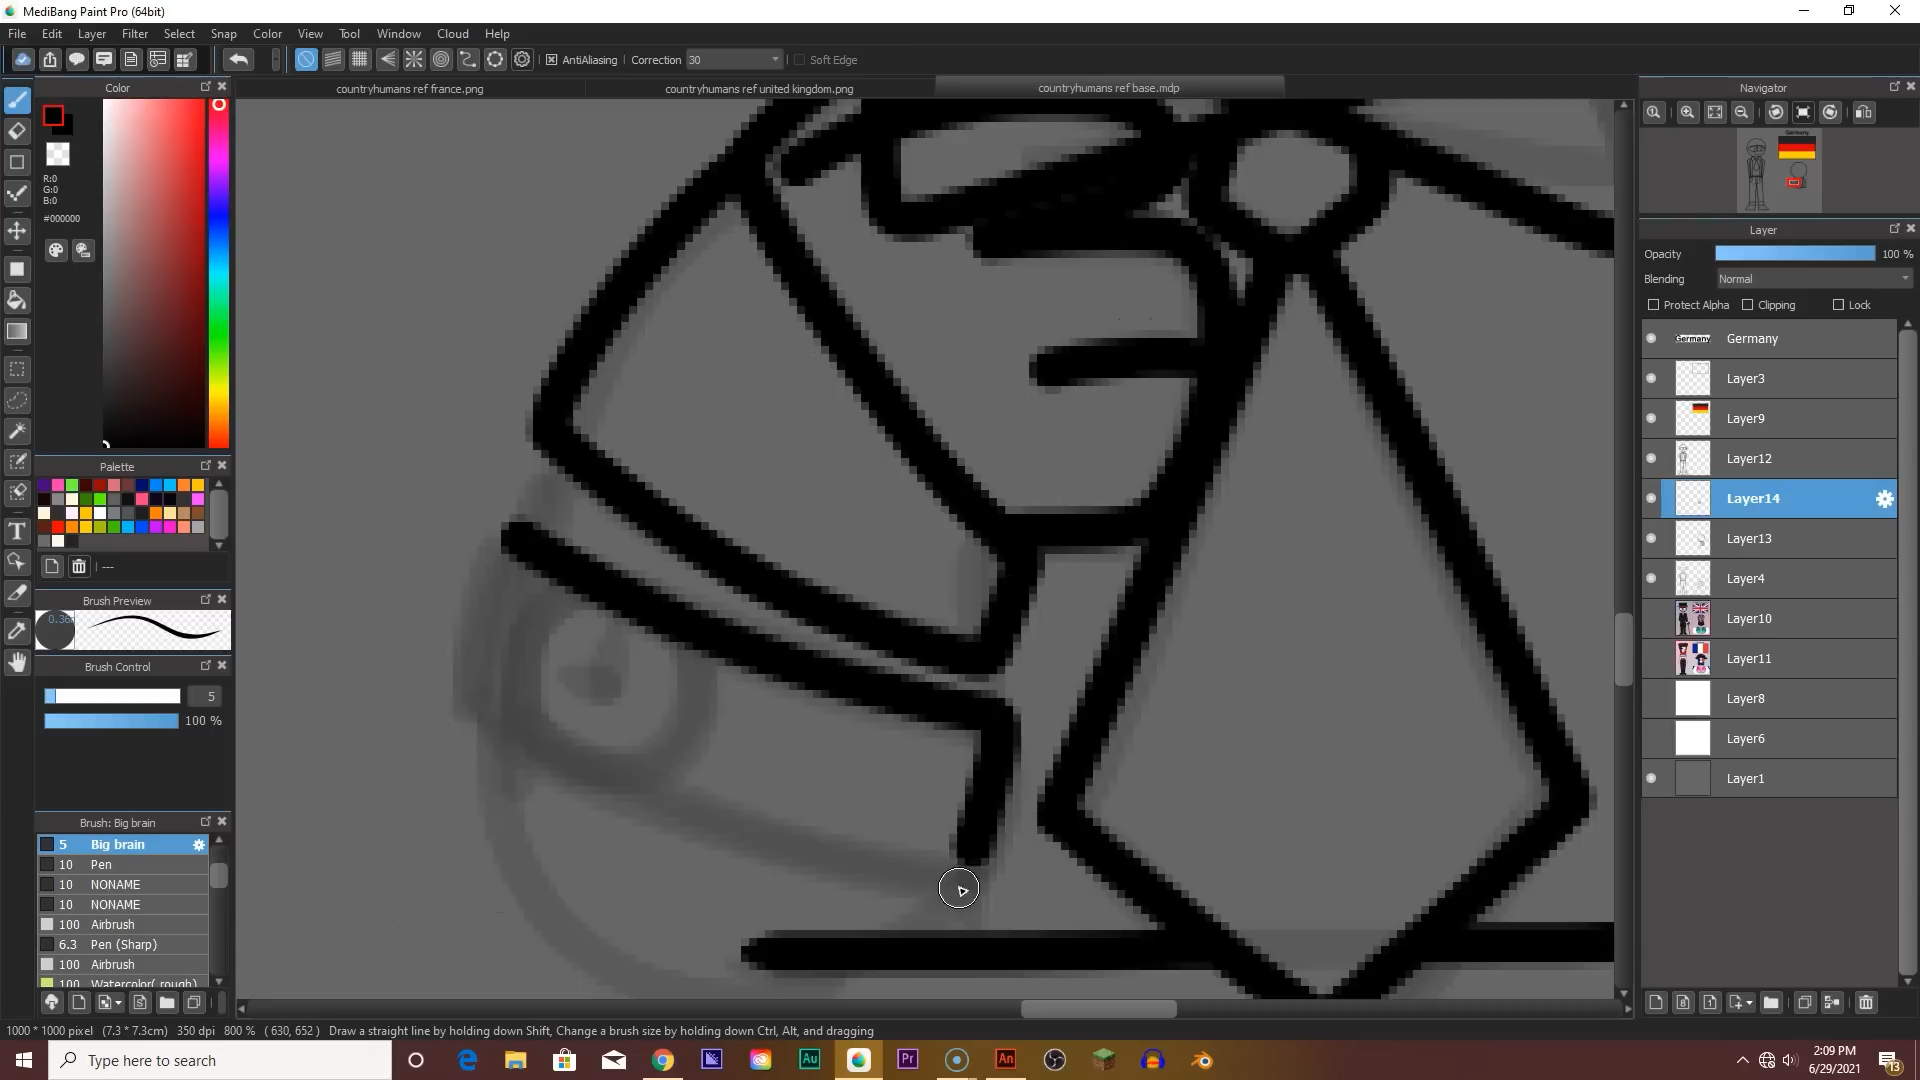 MediBang Paint Pro (64bit)
File Edit Layer Filter Select Snap Color View Tool Window Cloud Help
AntiAliasing Correction 30 Soft Edge
Color
countryhumans ref france.png countryhumans ref united kingdom.png countryhumans ref base.mdp
Navigator
R:0
G:0
B:0
#000000
Germany
Layer
Opacity 100 %
Blending Normal
Protect Alpha Clipping Lock
Germany Germany
Layer3
Layer9
Layer12
Layer14
Layer13
Layer4
Layer10
Layer11
Layer8
Layer6
Layer1
Palette
---
Brush Preview
Brush Control
5
100 %
Brush: Big brain
5 Big brain
10 Pen
10 NONAME
10 NONAME
100 Airbrush
6.3 Pen (Sharp)
100 Airbrush
100 Watercolor( rough)
1000 * 1000 pixel (7.3 * 7.3cm) 350 dpi 800 % ( 630, 652 ) Draw a straight line by holding down Shift, Change a brush size by holding down Ctrl, Alt, and dragging
Type here to search
Au
Pr
An
2:09 PM
6/29/2021
13